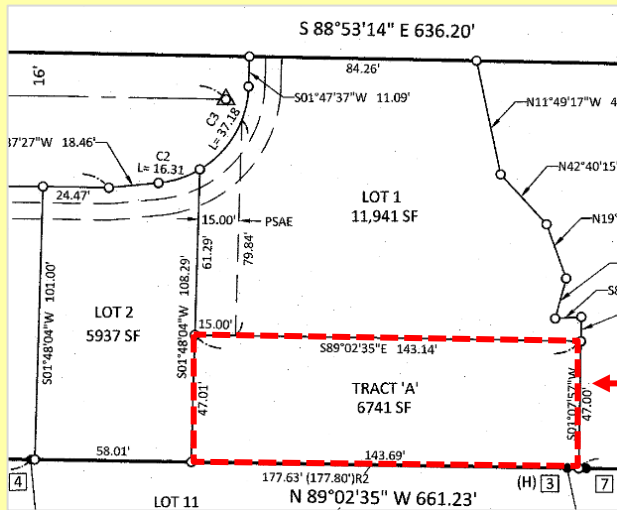 S 88°53'14" E 636.20'
84.26'
16'
S01°47'37"W 11.09'
N11°49'17"W 4
C3
L= 37.18
37'27"W 18.46'
C2
L= 16.31
N42°40'15"
24.47'
LOT 1
11,941 SF
N19°
15.00'
PSAE
S8
61.29'
79.84'
S01°48'04"W 101.00'
S01°48'04"W 108.29'
LOT 2
5937 SF
15.00'
S89°02'35"E 143.14'
TRACT 'A'
6741 SF
47.01'
S01°07'57"W
47.00'
58.01'
143.69'
4
177.63' (177.80')R2
(H) 3
7
LOT 11
N 89°02'35" W 661.23'